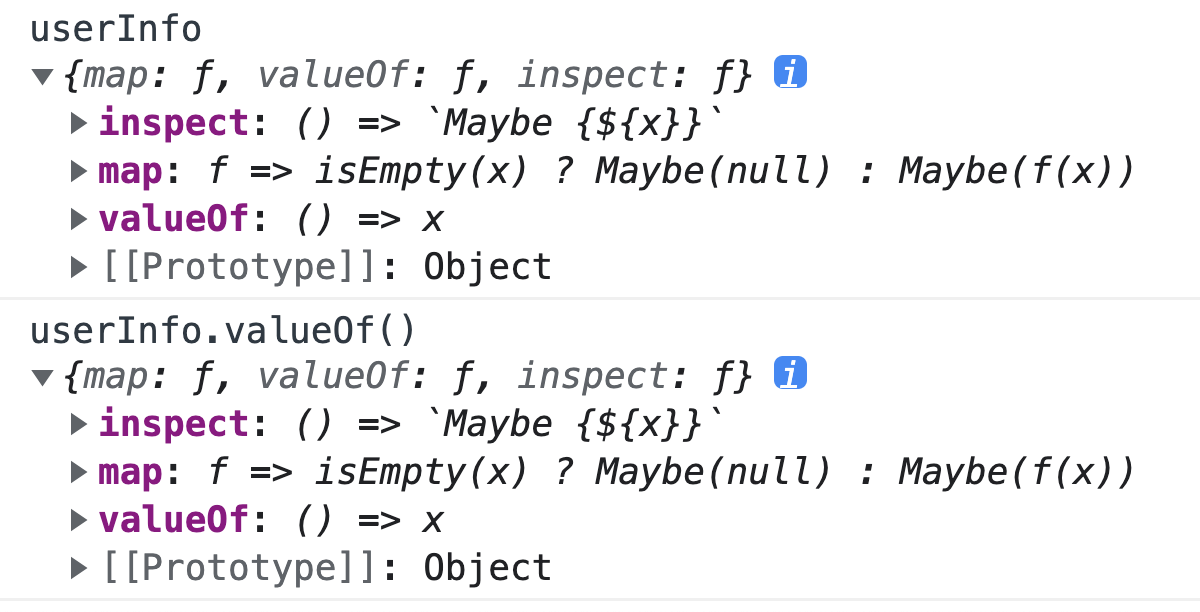 userInfo
▼ {map: ƒ, valueOf: ƒ, inspect: ƒ} i
▶ inspect: () => `Maybe {${x}}`
▶ map: f => isEmpty(x) ? Maybe(null) : Maybe(f(x))
▶ valueOf: () => x
▶ [[Prototype]]: Object
userInfo.valueOf()
▼ {map: ƒ, valueOf: ƒ, inspect: ƒ} i
▶ inspect: () => `Maybe {${x}}`
▶ map: f => isEmpty(x) ? Maybe(null) : Maybe(f(x))
▶ valueOf: () => x
▶ [[Prototype]]: Object